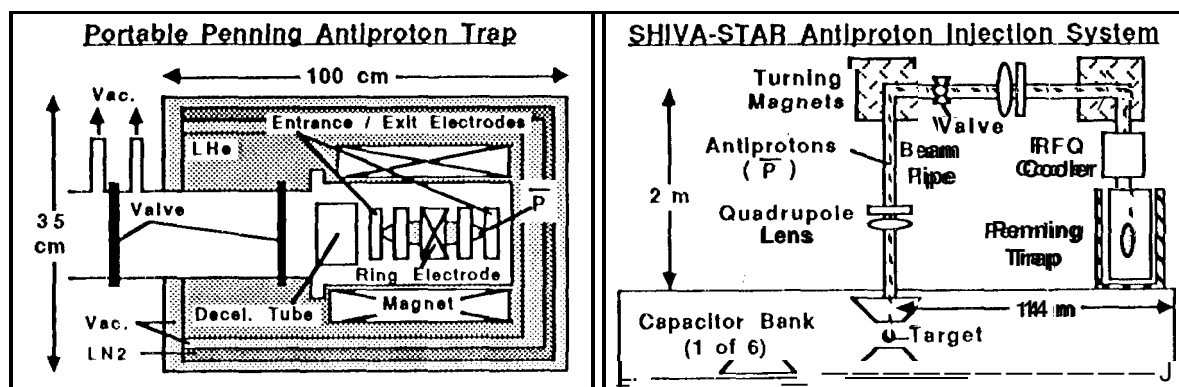 Portable Penning Antiproton Trap
100 cm
Vac.
Entrance / Exit Electrodes
LHe
Valve
P
35
cm
Ring Electrode
Decel. Tube
Magnet
Vac.
LN2
SHIVA-STAR Antiproton Injection System
Turning
Magnets
Valve
Antiprotons
( P )
Beam
Pipe
RFQ
Cooler
2 m
Quadrupole
Lens
Penning
Trap
Capacitor Bank
(1 of 6)
Target